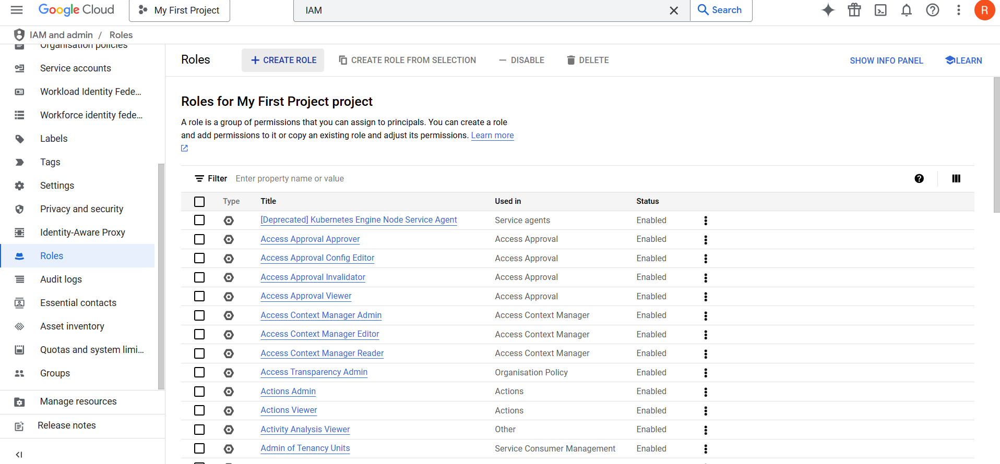 Google Cloud
My First Project
IAM
Search
R
IAM and admin / Roles
Organisation policies
Service accounts
Workload Identity Fede...
Workforce identity fede...
Labels
Tags
Settings
Privacy and security
Identity-Aware Proxy
Roles
Audit logs
Essential contacts
Asset inventory
Quotas and system limi...
Groups
Manage resources
Release notes
Roles
CREATE ROLE
CREATE ROLE FROM SELECTION
DISABLE
DELETE
SHOW INFO PANEL
LEARN
Roles for My First Project project
A role is a group of permissions that you can assign to principals. You can create a role
and add permissions to it or copy an existing role and adjust its permissions. Learn more
Filter Enter property name or value
Type Title Used in Status
[Deprecated] Kubernetes Engine Node Service Agent Service agents Enabled
Access Approval Approver Access Approval Enabled
Access Approval Config Editor Access Approval Enabled
Access Approval Invalidator Access Approval Enabled
Access Approval Viewer Access Approval Enabled
Access Context Manager Admin Access Context Manager Enabled
Access Context Manager Editor Access Context Manager Enabled
Access Context Manager Reader Access Context Manager Enabled
Access Transparency Admin Organisation Policy Enabled
Actions Admin Actions Enabled
Actions Viewer Actions Enabled
Activity Analysis Viewer Other Enabled
Admin of Tenancy Units Service Consumer Management Enabled